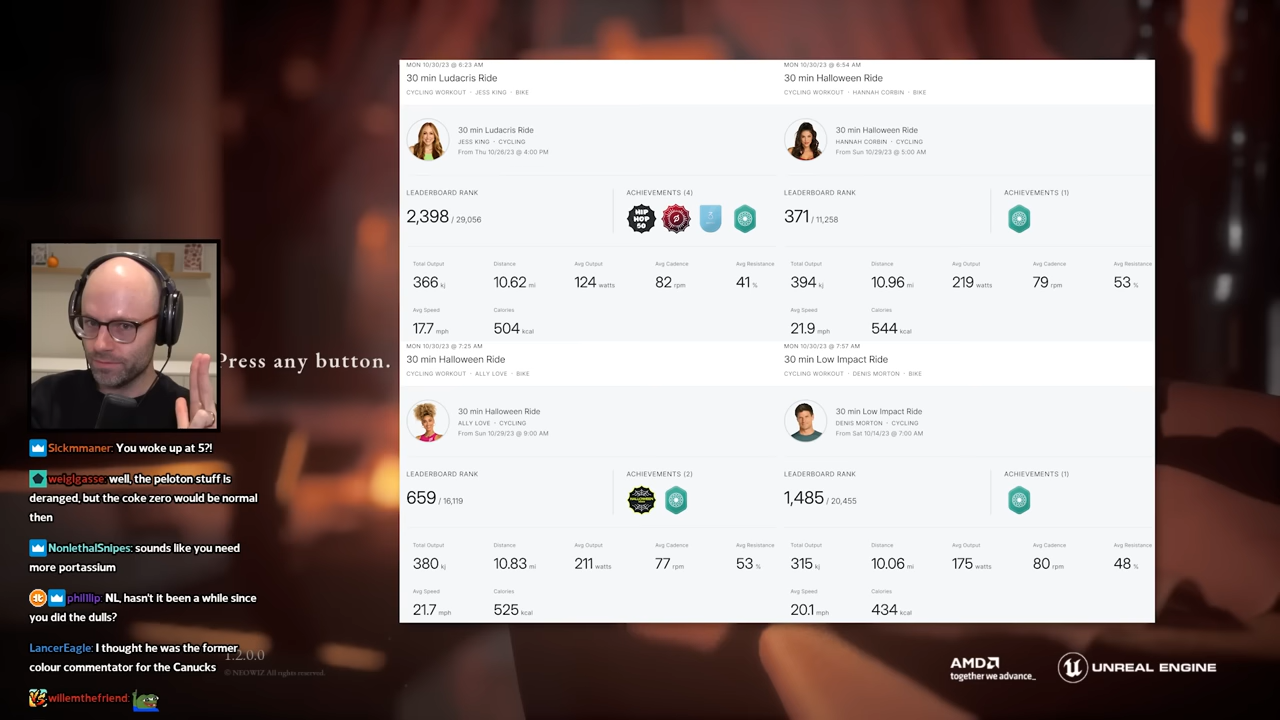 MON 10/30/23 @ 6:23 AM
30 min Ludacris Ride
CYCLING WORKOUT · JESS KING · BIKE
30 min Ludacris Ride
JESS KING · CYCLING
From Thu 10/26/23 @ 4:00 PM
LEADERBOARD RANK
2,398 / 29,056
ACHIEVEMENTS (4)
HIP HOP 50
Total Output
366 kj
Distance
10.62 mi
Avg Output
124 watts
Avg Cadence
82 rpm
Avg Resistance
41 %
Avg Speed
17.7 mph
Calories
504 kcal
MON 10/30/23 @ 6:54 AM
30 min Halloween Ride
CYCLING WORKOUT · HANNAH CORBIN · BIKE
30 min Halloween Ride
HANNAH CORBIN · CYCLING
From Sun 10/29/23 @ 5:00 AM
LEADERBOARD RANK
371 / 11,258
ACHIEVEMENTS (1)
Total Output
394 kj
Distance
10.96 mi
Avg Output
219 watts
Avg Cadence
79 rpm
Avg Resistance
53 %
Avg Speed
21.9 mph
Calories
544 kcal
MON 10/30/23 @ 7:25 AM
30 min Halloween Ride
CYCLING WORKOUT · ALLY LOVE · BIKE
30 min Halloween Ride
ALLY LOVE · CYCLING
From Sun 10/29/23 @ 9:00 AM
LEADERBOARD RANK
659 / 16,119
ACHIEVEMENTS (2)
Total Output
380 kj
Distance
10.83 mi
Avg Output
211 watts
Avg Cadence
77 rpm
Avg Resistance
53 %
Avg Speed
21.7 mph
Calories
525 kcal
MON 10/30/23 @ 7:57 AM
30 min Low Impact Ride
CYCLING WORKOUT · DENIS MORTON · BIKE
30 min Low Impact Ride
DENIS MORTON · CYCLING
From Sat 10/14/23 @ 7:00 AM
LEADERBOARD RANK
1,485 / 20,455
ACHIEVEMENTS (1)
Total Output
315 kj
Distance
10.06 mi
Avg Output
175 watts
Avg Cadence
80 rpm
Avg Resistance
48 %
Avg Speed
20.1 mph
Calories
434 kcal
Press any button.
Sickmmaner: You woke up at 5?!
welglgasse: well, the peloton stuff is
deranged, but the coke zero would be normal
then
NonlethalSnipes: sounds like you need
more portassium
phil1lip: NL, hasn't it been a while since
you did the dulls?
LancerEagle: I thought he was the former
colour commentator for the Canucks
willemthefriend:
1.2.0.0
© NEOWIZ All rights reserved.
AMD
together we advance_
UNREAL ENGINE